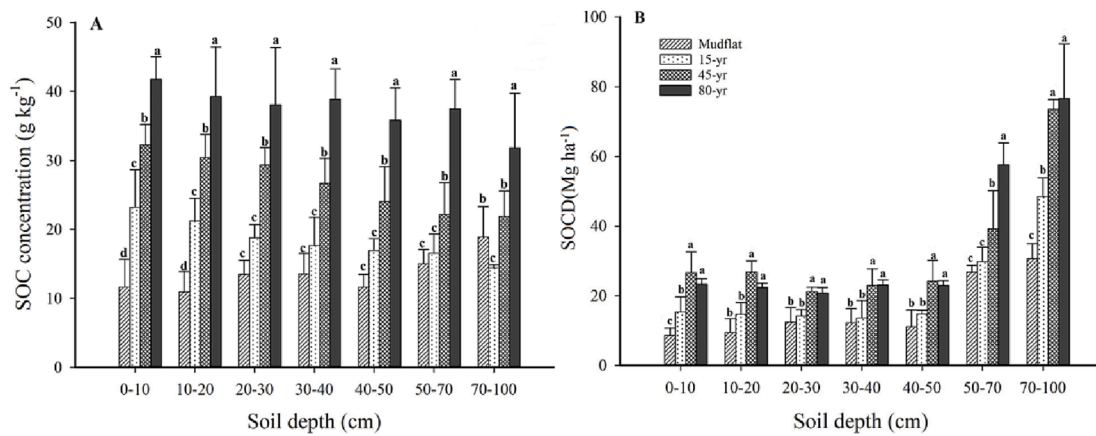 A
SOC concentration (g kg⁻¹)
50
40
30
20
10
0
d c b a
d c b a
c c b a
c c b a
c c b a
c c b a
b c b a
0-10 10-20 20-30 30-40 40-50 50-70 70-100
Soil depth (cm)
B
Mudflat
15-yr
45-yr
80-yr
SOCD(Mg ha⁻¹)
100
80
60
40
20
0
c b a a
b b a a
b b a a
b b a a
b b a a
c c b a
c b a a
0-10 10-20 20-30 30-40 40-50 50-70 70-100
Soil depth (cm)